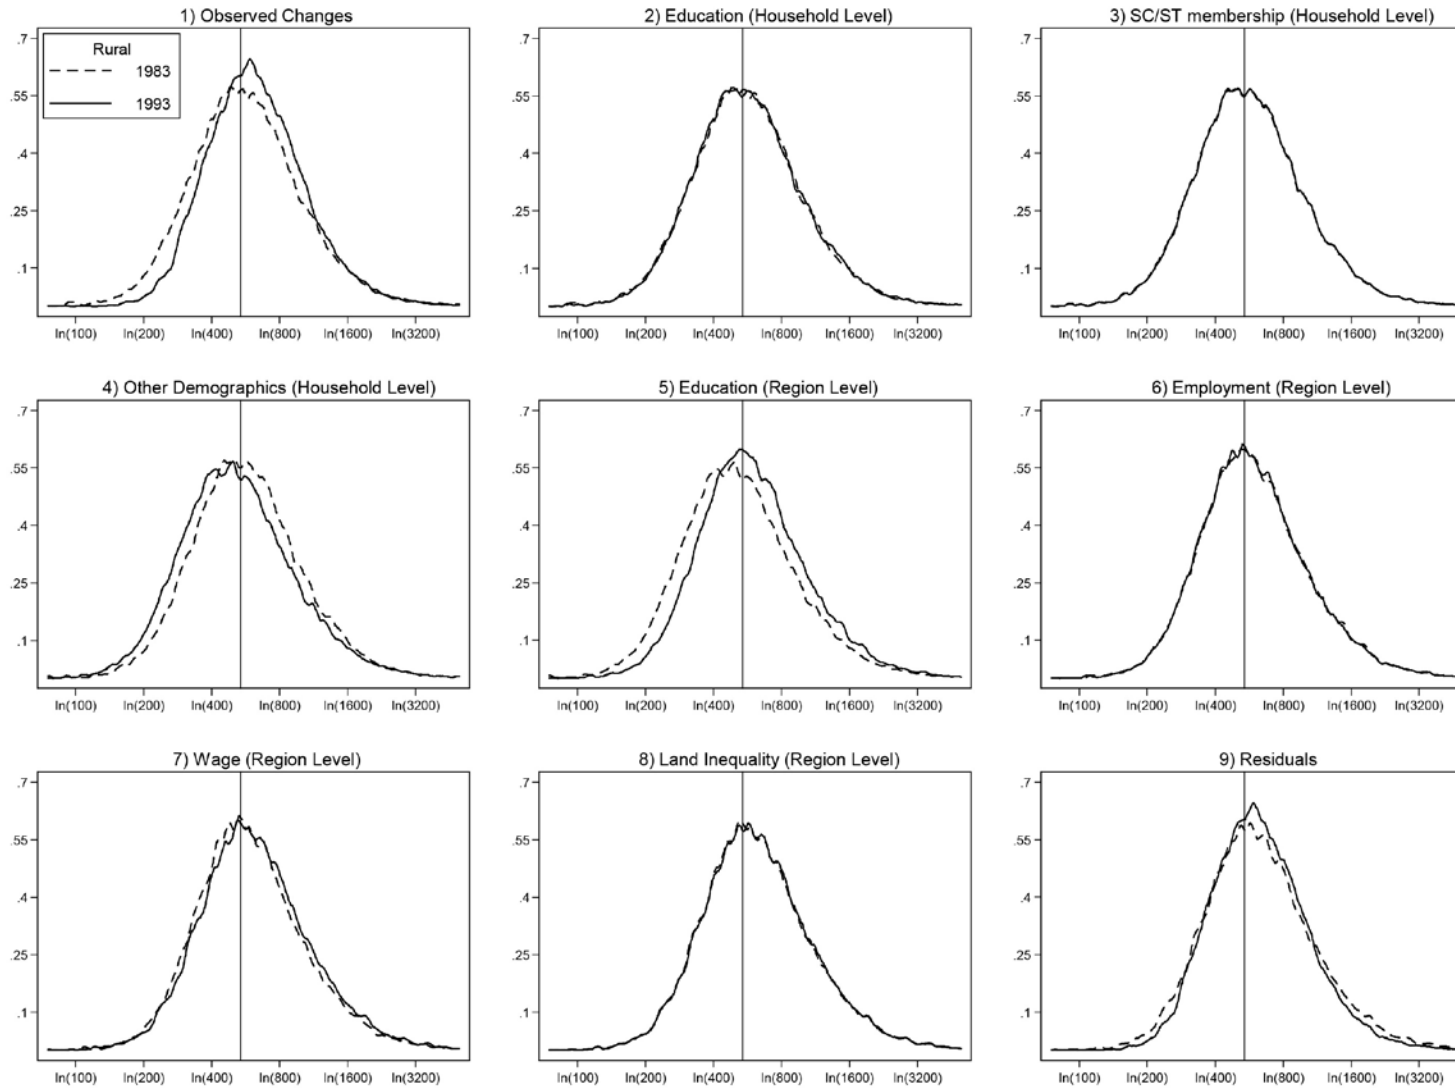 1) Observed Changes
2) Education (Household Level)
3) SC/ST membership (Household Level)
.7
.55
.4
.25
.1
Rural
1983
1993
ln(100) ln(200) ln(400) ln(800) ln(1600) ln(3200)
.7
.55
.4
.25
.1
ln(100) ln(200) ln(400) ln(800) ln(1600) ln(3200)
.7
.55
.4
.25
.1
ln(100) ln(200) ln(400) ln(800) ln(1600) ln(3200)
4) Other Demographics (Household Level)
5) Education (Region Level)
6) Employment (Region Level)
.7
.55
.4
.25
.1
ln(100) ln(200) ln(400) ln(800) ln(1600) ln(3200)
.7
.55
.4
.25
.1
ln(100) ln(200) ln(400) ln(800) ln(1600) ln(3200)
.7
.55
.4
.25
.1
ln(100) ln(200) ln(400) ln(800) ln(1600) ln(3200)
7) Wage (Region Level)
8) Land Inequality (Region Level)
9) Residuals
.7
.55
.4
.25
.1
ln(100) ln(200) ln(400) ln(800) ln(1600) ln(3200)
.7
.55
.4
.25
.1
ln(100) ln(200) ln(400) ln(800) ln(1600) ln(3200)
.7
.55
.4
.25
.1
ln(100) ln(200) ln(400) ln(800) ln(1600) ln(3200)